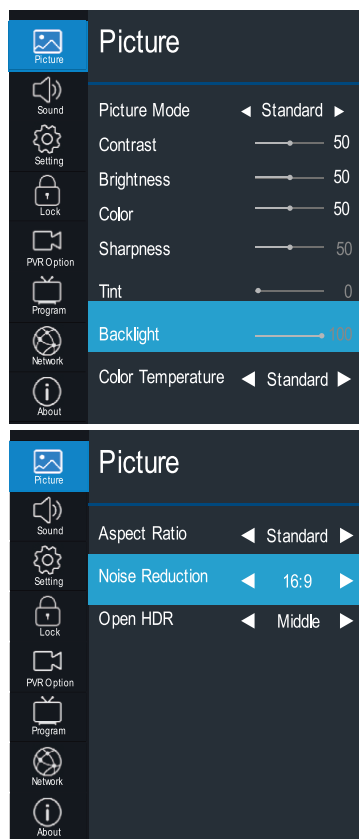 Picture
Picture
Sound
Setting
Lock
PVR Option
Program
Network
About
Picture Mode Standard
Contrast 50
Brightness 50
Color 50
Sharpness 50
Tint 0
Backlight 100
Color Temperature Standard
Picture
Picture
Sound
Setting
Lock
PVR Option
Program
Network
About
Aspect Ratio Standard
Noise Reduction 16:9
Open HDR Middle